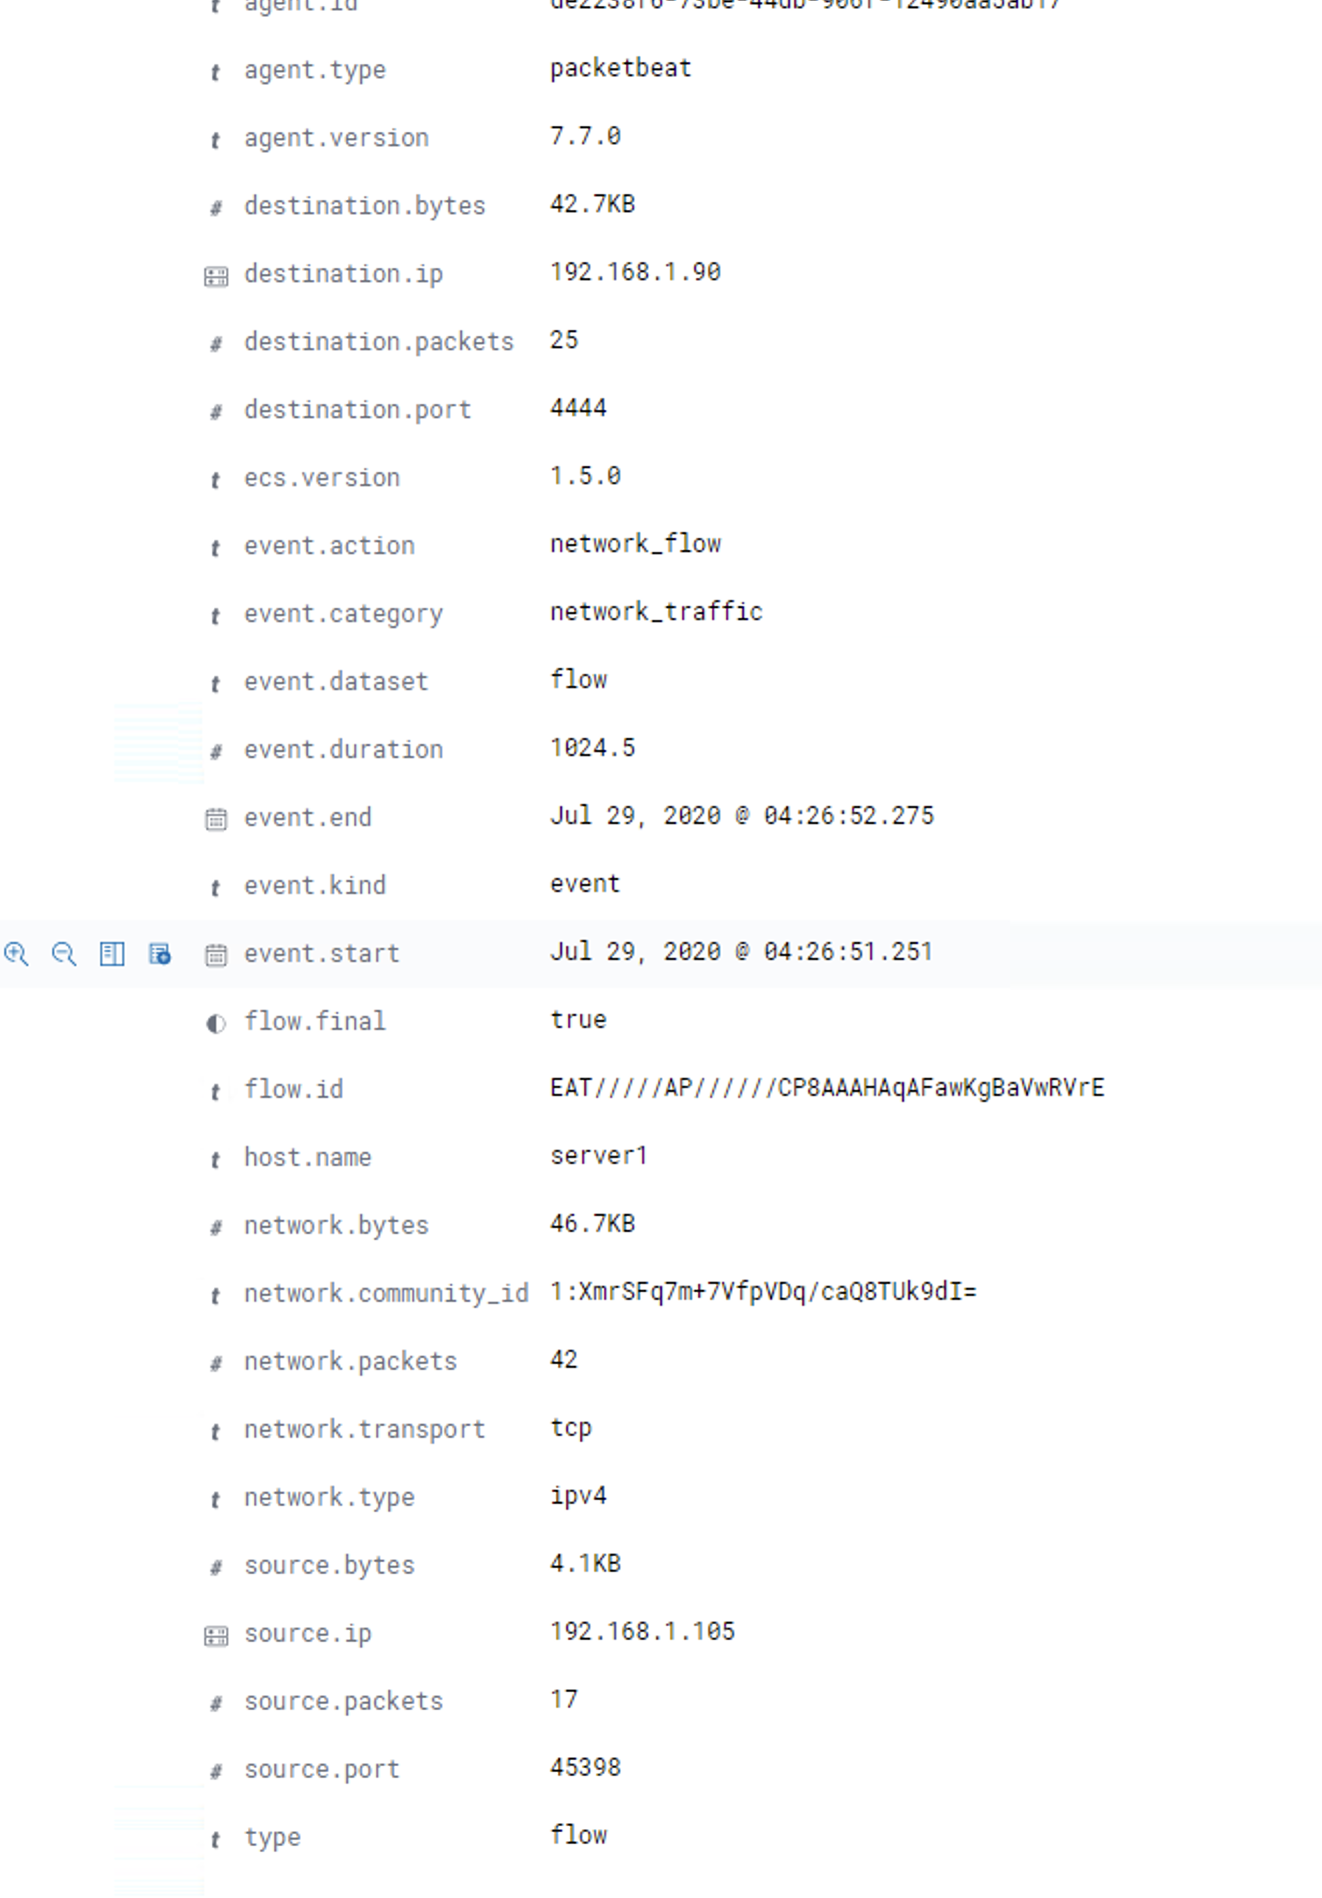 t agent.id
t agent.type packetbeat
t agent.version 7.7.0
# destination.bytes 42.7KB
destination.ip 192.168.1.90
# destination.packets 25
# destination.port 4444
t ecs.version 1.5.0
t event.action network_flow
t event.category network_traffic
t event.dataset flow
# event.duration 1024.5
event.end Jul 29, 2020 @ 04:26:52.275
t event.kind event
event.start Jul 29, 2020 @ 04:26:51.251
flow.final true
t flow.id EAT/////AP//////CP8AAAHAqAFawKgBaVwRVrE
t host.name server1
# network.bytes 46.7KB
t network.community_id 1:XmrSFq7m+7VfpVDq/caQ8TUk9dI=
# network.packets 42
t network.transport tcp
t network.type ipv4
# source.bytes 4.1KB
source.ip 192.168.1.105
# source.packets 17
# source.port 45398
t type flow